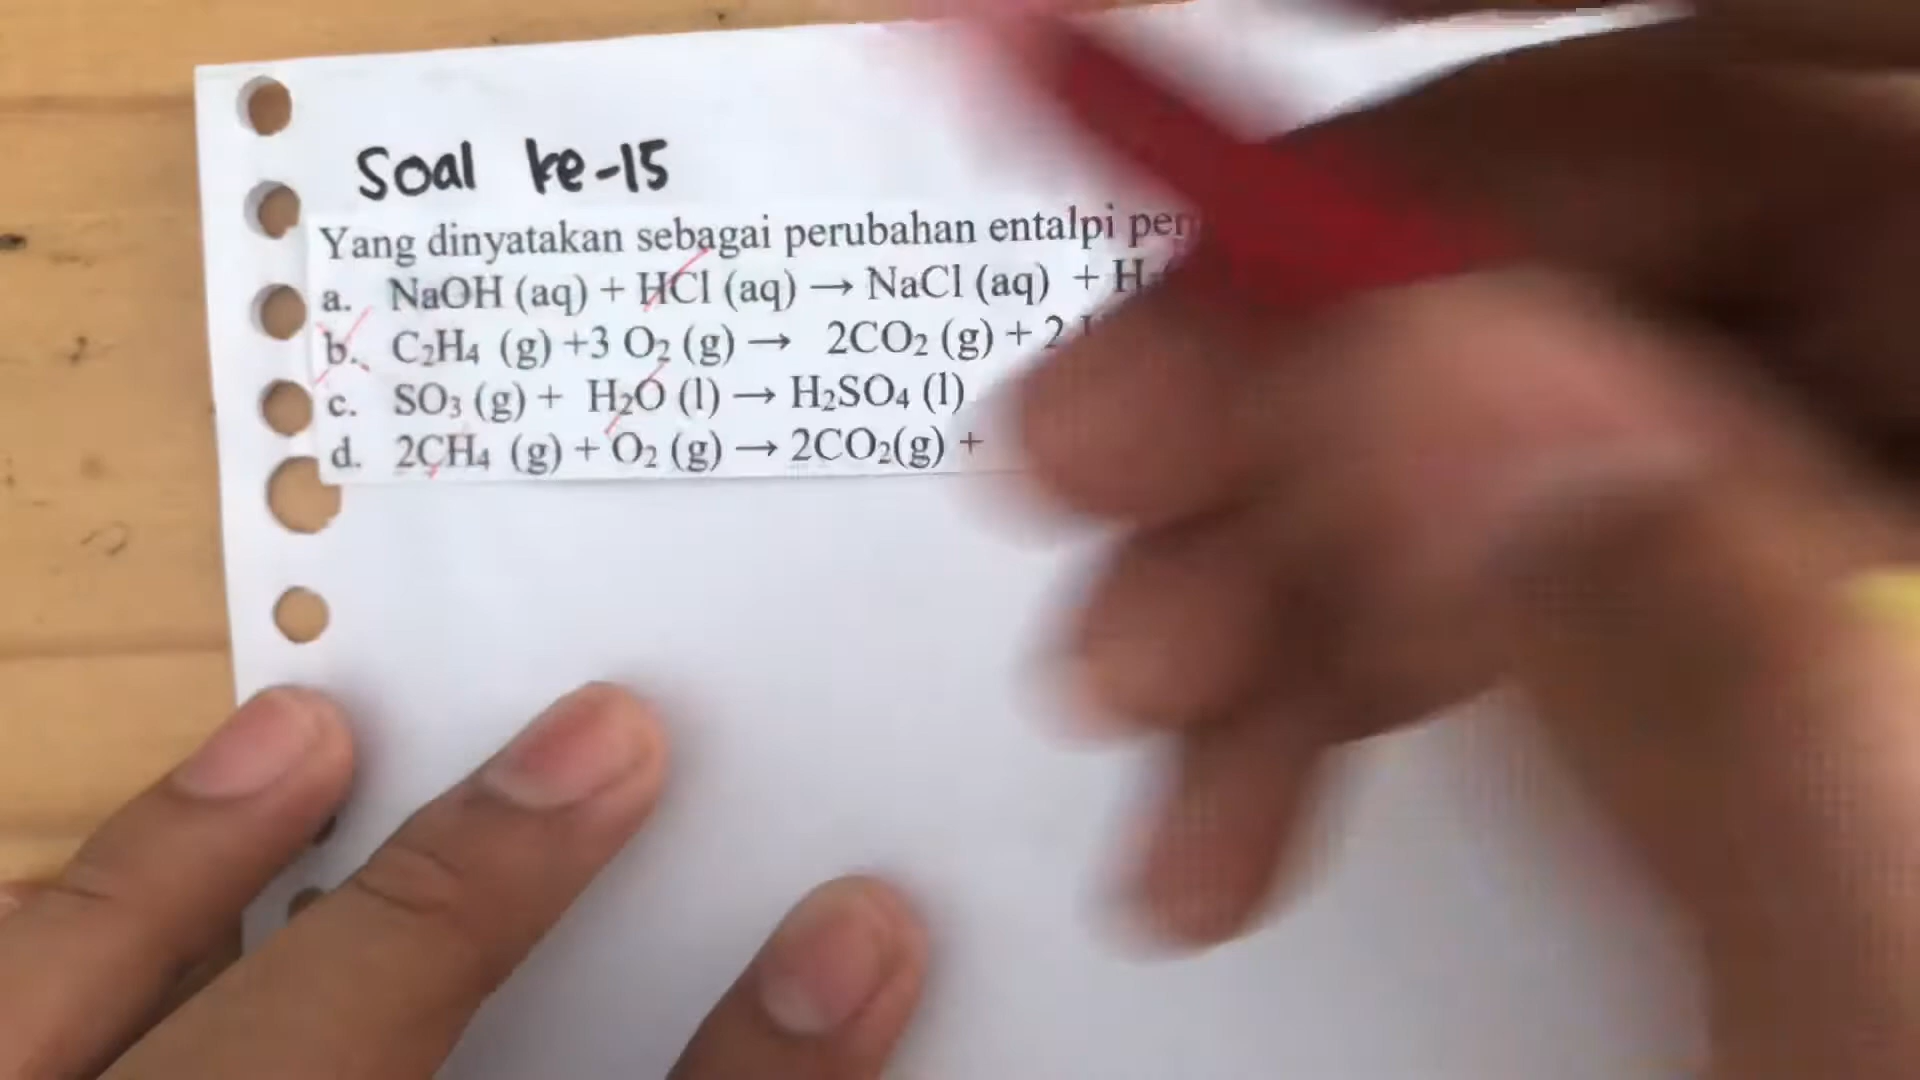 Soal ke-15
Yang dinyatakan sebagai perubahan entalpi
a. NaOH (aq) + HCl (aq) → NaCl (aq) + H
b. C₂H₄ (g) +3 O₂ (g) → 2CO₂ (g) + 2
c. SO₃ (g) + H₂O (l) → H₂SO₄ (l)
d. 2CH₄ (g) + O₂ (g) → 2CO₂(g) +